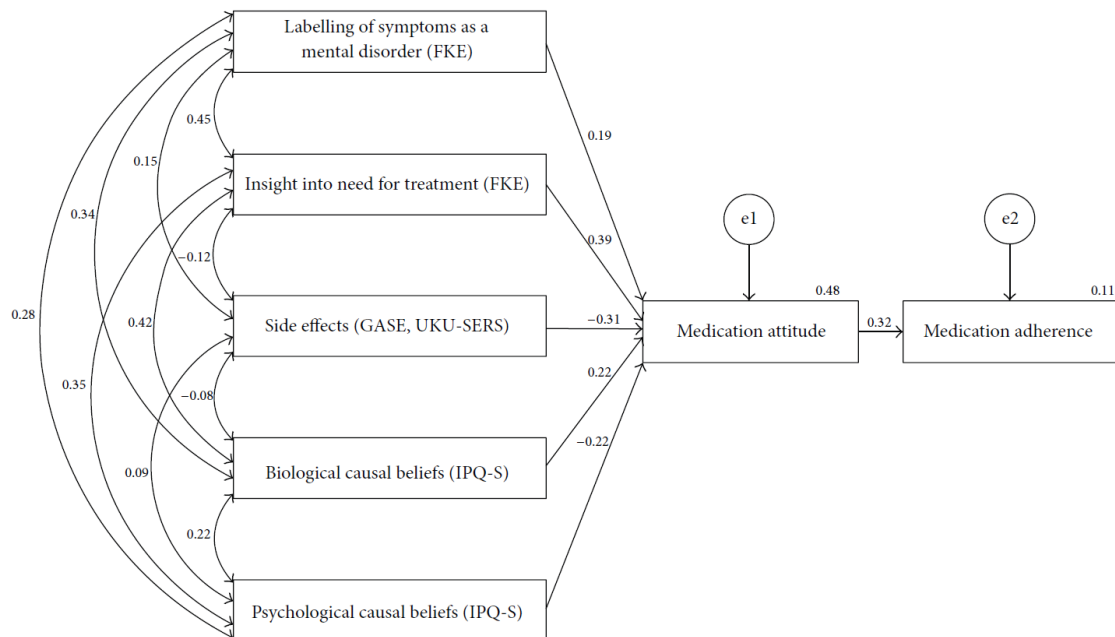 Labelling of symptoms as a
mental disorder (FKE)
0.45
0.19
0.15
Insight into need for treatment (FKE)
0.34
0.39
−0.12
e1
e2
0.28
0.42
Side effects (GASE, UKU-SERS)
−0.31
0.48
Medication attitude
0.32
0.11
Medication adherence
0.35
−0.08
0.22
0.09
Biological causal beliefs (IPQ-S)
−0.22
0.22
Psychological causal beliefs (IPQ-S)